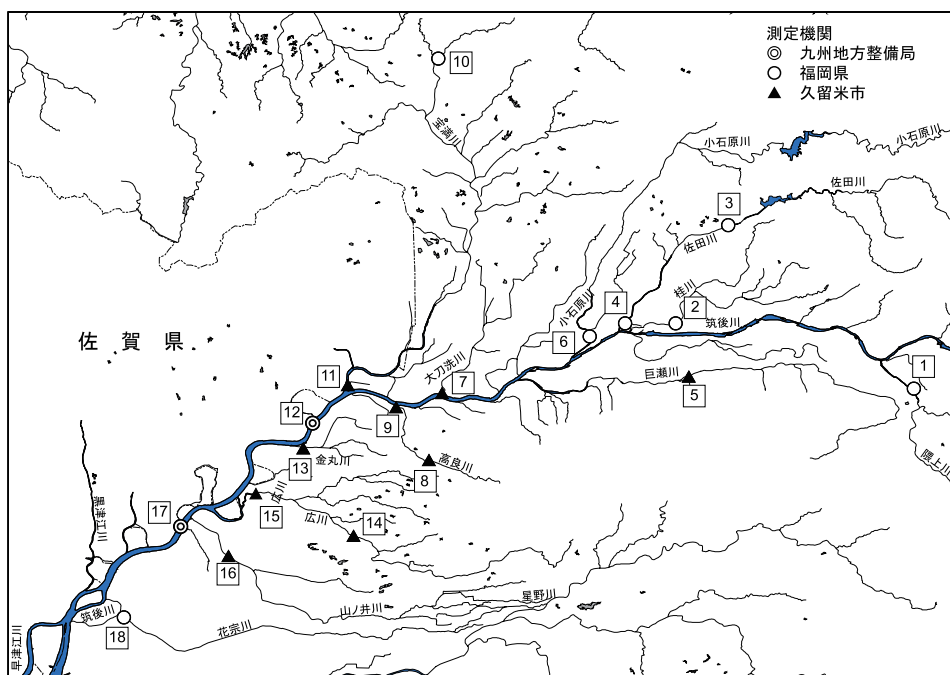 測定機関
◎ 九州地方整備局
○ 福岡県
▲ 久留米市
10
宝満川
小石原川
小石原川
佐田川
3
佐田川
桂川
小石原川
4
2
筑後川
6
佐賀県
1
11
大刀洗川
7
巨瀬川
5
12
9
13
金丸川
高良川
8
隈上川
広川
15
17
広川
14
黒津江川
16
星野川
山ノ井川
筑後川
花宗川
18
早津江川